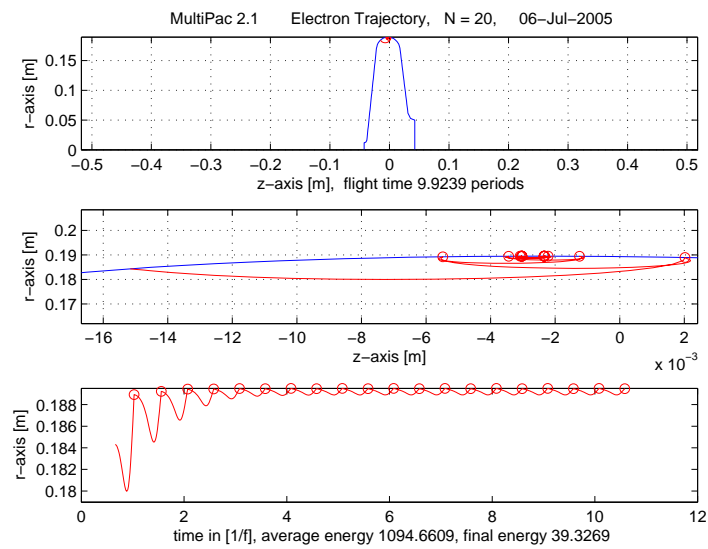 MultiPac 2.1 Electron Trajectory, N = 20, 06−Jul−2005
0.15
0.1
0.05
0
r−axis [m]
−0.5 −0.4 −0.3 −0.2 −0.1 0 0.1 0.2 0.3 0.4 0.5
z−axis [m], flight time 9.9239 periods
0.2
0.19
0.18
0.17
r−axis [m]
−16 −14 −12 −10 −8 −6 −4 −2 0 2
z−axis [m]
x 10−3
0.188
0.186
0.184
0.182
0.18
r−axis [m]
0 2 4 6 8 10 12
time in [1/f], average energy 1094.6609, final energy 39.3269